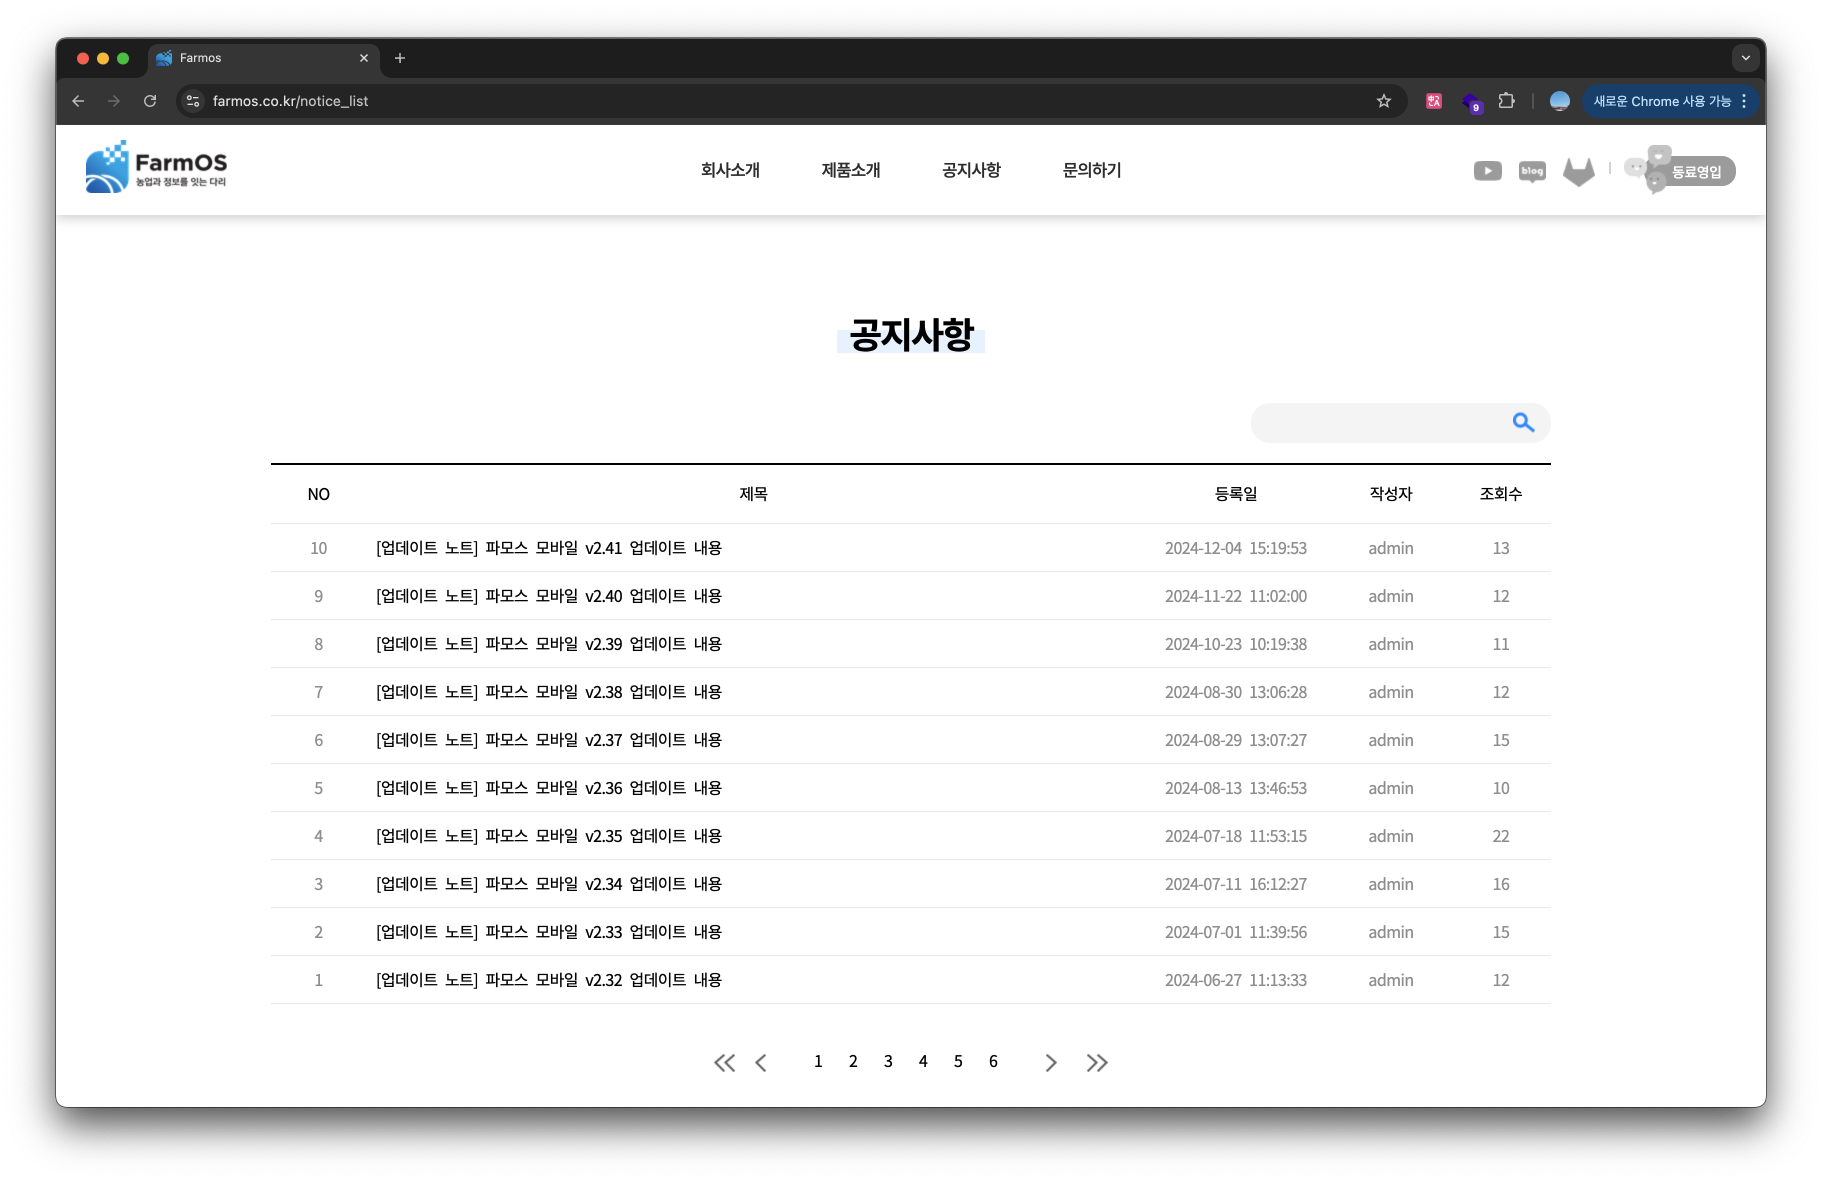 Farmos
farmos.co.kr/notice_list
9
새로운 Chrome 사용 가능
FarmOS
농업과 정보를 잇는 다리
회사소개 제품소개 공지사항 문의하기
blog
동료영입
공지사항
NO 제목 등록일 작성자 조회수
10 [업데이트 노트] 파모스 모바일 v2.41 업데이트 내용 2024-12-04 15:19:53 admin 13
9 [업데이트 노트] 파모스 모바일 v2.40 업데이트 내용 2024-11-22 11:02:00 admin 12
8 [업데이트 노트] 파모스 모바일 v2.39 업데이트 내용 2024-10-23 10:19:38 admin 11
7 [업데이트 노트] 파모스 모바일 v2.38 업데이트 내용 2024-08-30 13:06:28 admin 12
6 [업데이트 노트] 파모스 모바일 v2.37 업데이트 내용 2024-08-29 13:07:27 admin 15
5 [업데이트 노트] 파모스 모바일 v2.36 업데이트 내용 2024-08-13 13:46:53 admin 10
4 [업데이트 노트] 파모스 모바일 v2.35 업데이트 내용 2024-07-18 11:53:15 admin 22
3 [업데이트 노트] 파모스 모바일 v2.34 업데이트 내용 2024-07-11 16:12:27 admin 16
2 [업데이트 노트] 파모스 모바일 v2.33 업데이트 내용 2024-07-01 11:39:56 admin 15
1 [업데이트 노트] 파모스 모바일 v2.32 업데이트 내용 2024-06-27 11:13:33 admin 12
1 2 3 4 5 6